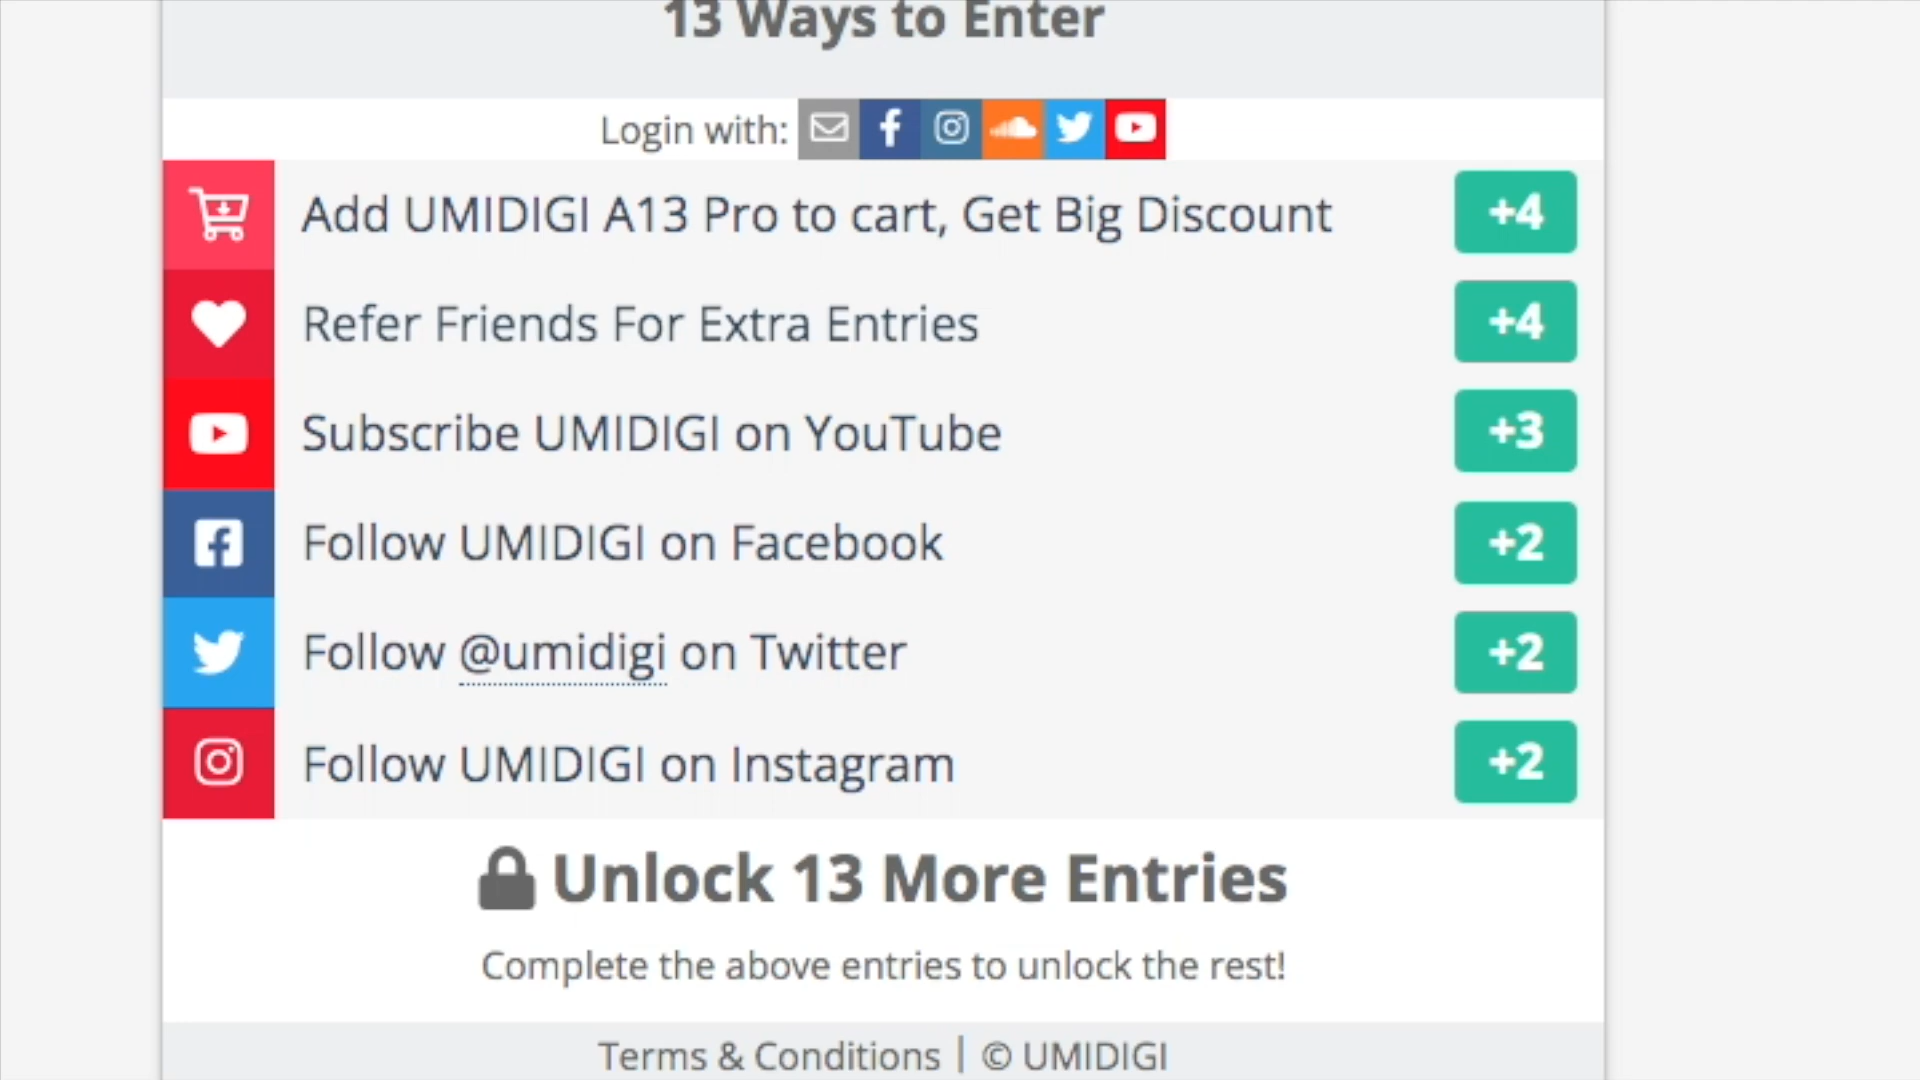 13 Ways to Enter
Login with:
Add UMIDIGI A13 Pro to cart, Get Big Discount +4
Refer Friends For Extra Entries +4
Subscribe UMIDIGI on YouTube +3
Follow UMIDIGI on Facebook +2
Follow @umidigi on Twitter +2
Follow UMIDIGI on Instagram +2
Unlock 13 More Entries
Complete the above entries to unlock the rest!
Terms & Conditions | © UMIDIGI